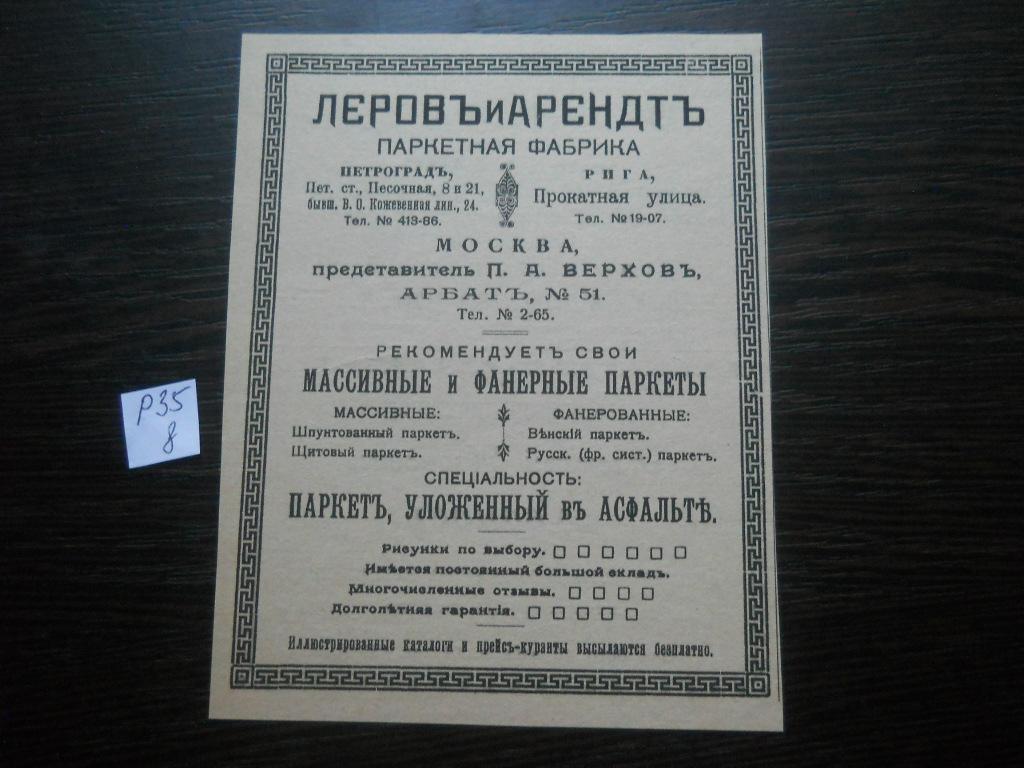 ЛЕРОВЪ и АРЕНДТЪ
ПАРКЕТНАЯ ФАБРИКА
ПЕТРОГРАДЪ,
Пет. ст., Песочная, 8 и 21,
бывш. В. О. Кожевенная лин., 24.
Тел. № 413-86.
РИГА,
Прокатная улица.
Тел. № 19-07.
МОСКВА,
представитель П. А. ВЕРХОВЪ,
АРБАТЪ, № 51.
Тел. № 2-65.
РЕКОМЕНДУЕТЪ СВОИ
МАССИВНЫЕ и ФАНЕРНЫЕ ПАРКЕТЫ
МАССИВНЫЕ:
Шпунтованный паркетъ.
Щитовый паркетъ.
ФАНЕРОВАННЫЕ:
Вѣнскій паркетъ.
Русск. (фр. сист.) паркетъ.
СПЕЦІАЛЬНОСТЬ:
ПАРКЕТЪ, УЛОЖЕННЫЙ ВЪ АСФАЛЬТѢ.
Рисунки по выбору.
Имѣется постоянный большой складъ.
Многочисленные отзывы.
Долголѣтняя гарантія.
Иллюстрированные каталоги и прейсъ-куранты высылаются безплатно.
Р35
8